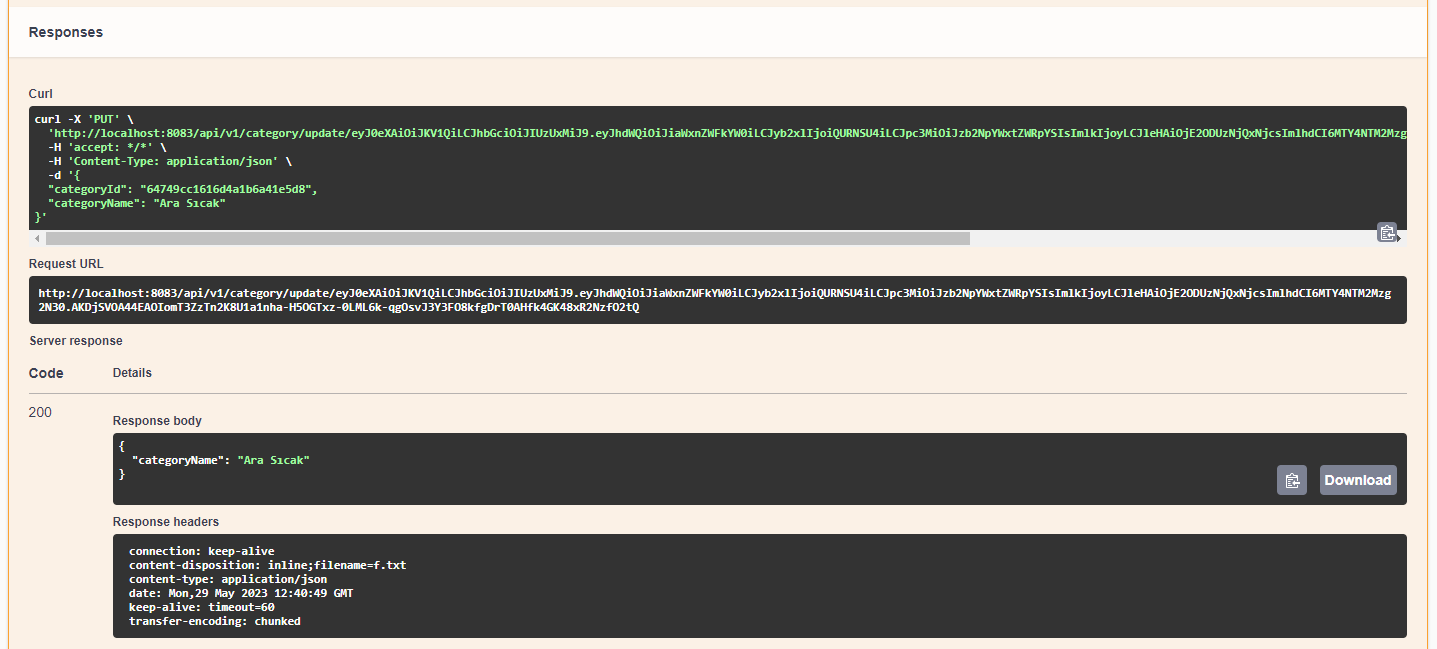 Responses
Curl
curl -X 'PUT' \
'http://localhost:8083/api/v1/category/update/eyJ0eXAiOiJKV1QiLCJhbGciOiJIUzUxMiJ9.eyJhdWQiOiJiaWxnZWFkYW0iLCJyb2xlIjoiQURNSU4iLCJpc3MiOiJzb2NpYWxtZWRpYSIsImlkIjoyLCJleHAiOjE2ODUzNjQxNjcsImlhdCI6MTY4NTM2Mzg
-H 'accept: */*' \
-H 'Content-Type: application/json' \
-d '{
"categoryId": "64749cc1616d4a1b6a41e5d8",
"categoryName": "Ara Sıcak"
}'
Request URL
http://localhost:8083/api/v1/category/update/eyJ0eXAiOiJKV1QiLCJhbGciOiJIUzUxMiJ9.eyJhdWQiOiJiaWxnZWFkYW0iLCJyb2xlIjoiQURNSU4iLCJpc3MiOiJzb2NpYWxtZWRpYSIsImlkIjoyLCJleHAiOjE2ODUzNjQxNjcsImlhdCI6MTY4NTM2Mzg
2N30.AKDjSVOA44EAOIomT3ZzTn2K8U1a1nha-H5OGTxz-0LML6k-qgOsvJ3Y3FO8kfgDrT0AHfk4GK48xR2NzfO2tQ
Server response
Code Details
200
Response body
{
"categoryName": "Ara Sıcak"
}
Download
Response headers
connection: keep-alive
content-disposition: inline;filename=f.txt
content-type: application/json
date: Mon,29 May 2023 12:40:49 GMT
keep-alive: timeout=60
transfer-encoding: chunked